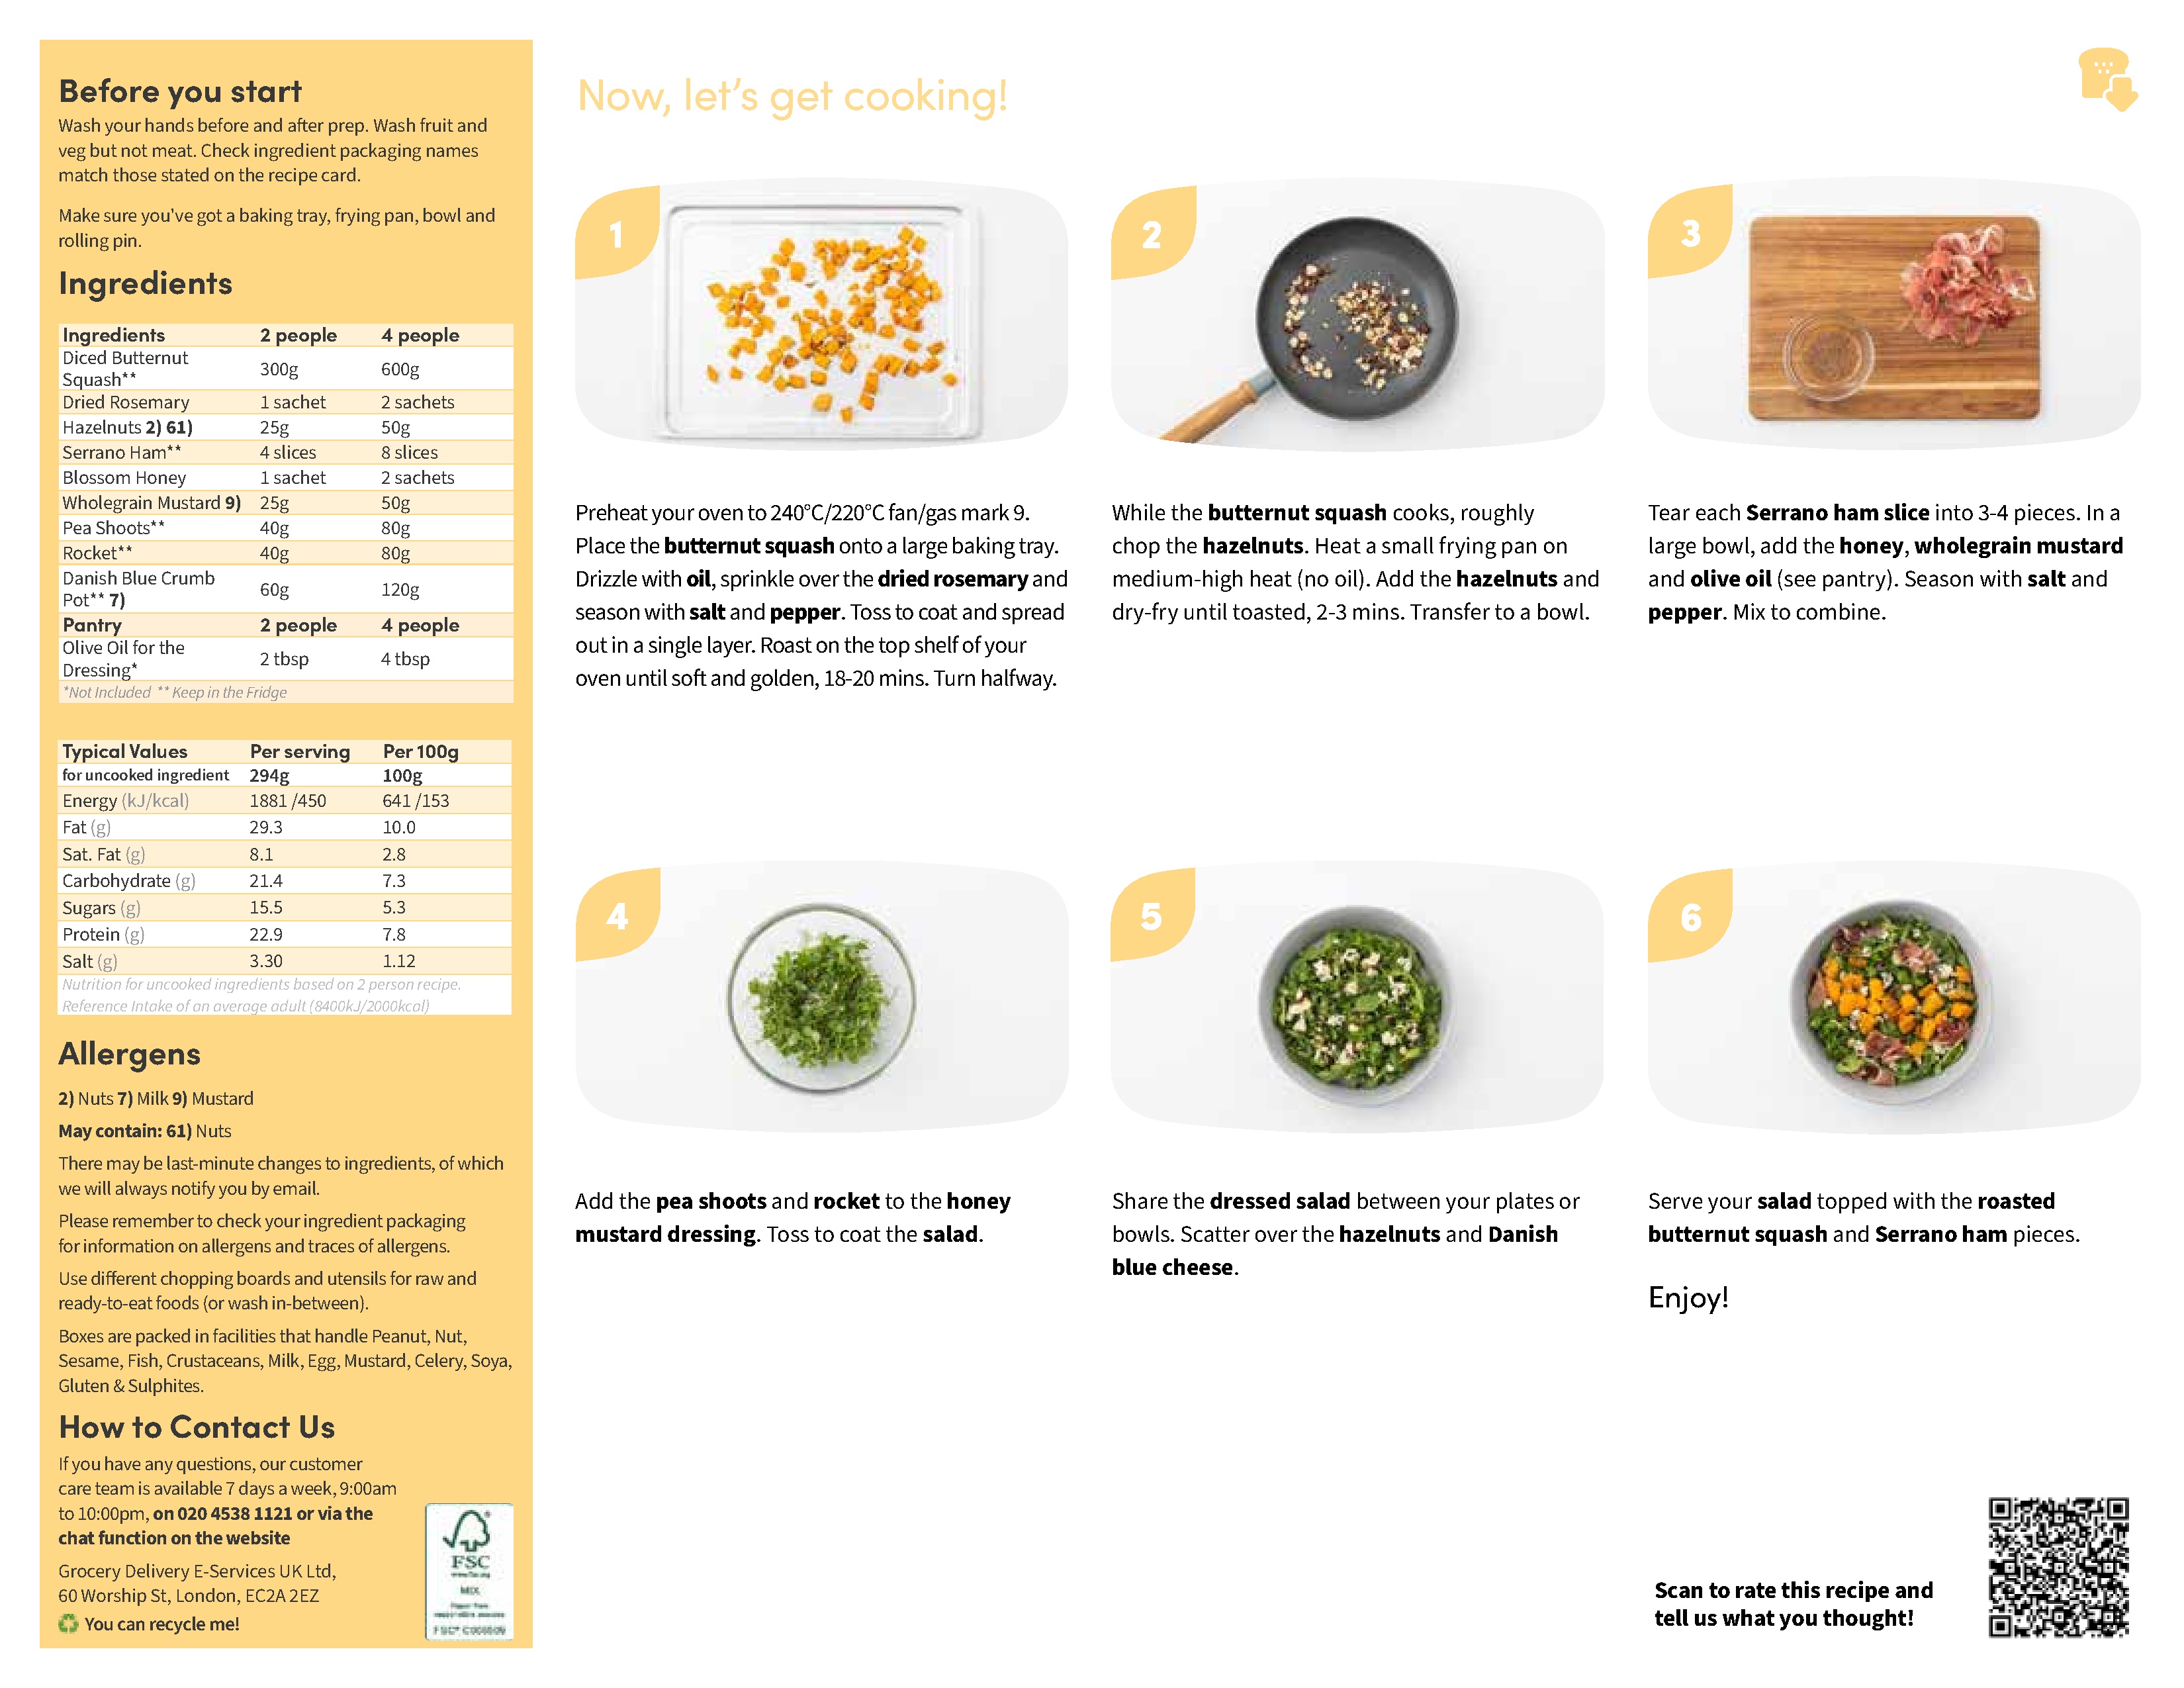 Before you start
Wash your hands before and after prep. Wash fruit and
veg but not meat. Check ingredient packaging names
match those stated on the recipe card.
Make sure you've got a baking tray, frying pan, bowl and
rolling pin.
Ingredients
Ingredients 2 people 4 people
Diced Butternut
Squash** 300g 600g
Dried Rosemary 1 sachet 2 sachets
Hazelnuts 2) 61) 25g 50g
Serrano Ham** 4 slices 8 slices
Blossom Honey 1 sachet 2 sachets
Wholegrain Mustard 9) 25g 50g
Pea Shoots** 40g 80g
Rocket** 40g 80g
Danish Blue Crumb
Pot** 7) 60g 120g
Pantry 2 people 4 people
Olive Oil for the
Dressing* 2 tbsp 4 tbsp
*Not Included ** Keep in the Fridge
Typical Values Per serving Per 100g
for uncooked ingredient 294g 100g
Energy (kJ/kcal) 1881 /450 641 /153
Fat (g) 29.3 10.0
Sat. Fat (g) 8.1 2.8
Carbohydrate (g) 21.4 7.3
Sugars (g) 15.5 5.3
Protein (g) 22.9 7.8
Salt (g) 3.30 1.12
Nutrition for uncooked ingredients based on 2 person recipe.
Reference Intake of an average adult (8400kJ/2000kcal)
Allergens
2) Nuts 7) Milk 9) Mustard
May contain: 61) Nuts
There may be last-minute changes to ingredients, of which
we will always notify you by email.
Please remember to check your ingredient packaging
for information on allergens and traces of allergens.
Use different chopping boards and utensils for raw and
ready-to-eat foods (or wash in-between).
Boxes are packed in facilities that handle Peanut, Nut,
Sesame, Fish, Crustaceans, Milk, Egg, Mustard, Celery, Soya,
Gluten & Sulphites.
How to Contact Us
If you have any questions, our customer
care team is available 7 days a week, 9:00am
to 10:00pm, on 020 4538 1121 or via the
chat function on the website
Grocery Delivery E-Services UK Ltd,
60 Worship St, London, EC2A 2EZ
You can recycle me!
FSC
MIX
Now, let's get cooking!
1
Preheat your oven to 240°C/220°C fan/gas mark 9.
Place the butternut squash onto a large baking tray.
Drizzle with oil, sprinkle over the dried rosemary and
season with salt and pepper. Toss to coat and spread
out in a single layer. Roast on the top shelf of your
oven until soft and golden, 18-20 mins. Turn halfway.
2
While the butternut squash cooks, roughly
chop the hazelnuts. Heat a small frying pan on
medium-high heat (no oil). Add the hazelnuts and
dry-fry until toasted, 2-3 mins. Transfer to a bowl.
3
Tear each Serrano ham slice into 3-4 pieces. In a
large bowl, add the honey, wholegrain mustard
and olive oil (see pantry). Season with salt and
pepper. Mix to combine.
4
Add the pea shoots and rocket to the honey
mustard dressing. Toss to coat the salad.
5
Share the dressed salad between your plates or
bowls. Scatter over the hazelnuts and Danish
blue cheese.
6
Serve your salad topped with the roasted
butternut squash and Serrano ham pieces.
Enjoy!
Scan to rate this recipe and
tell us what you thought!